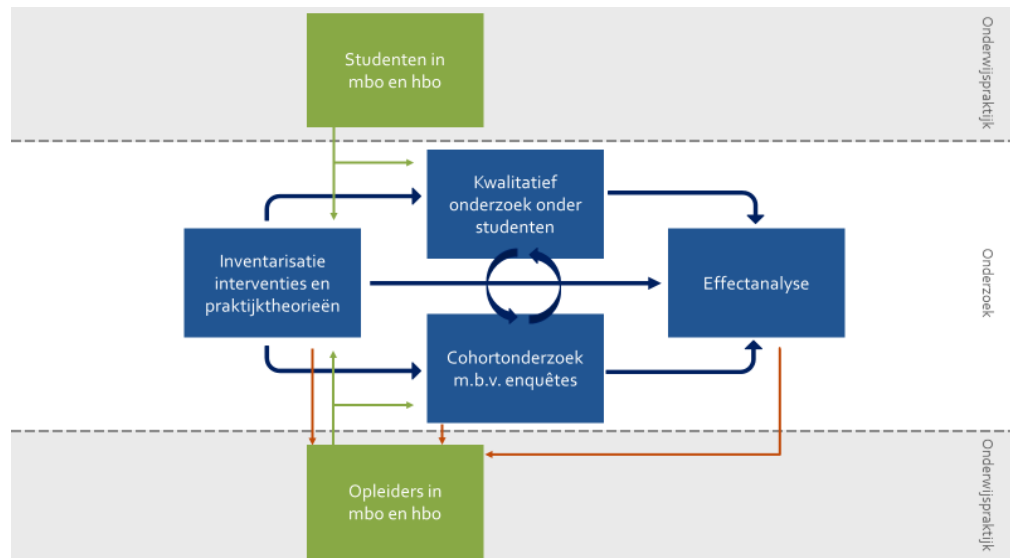 Studenten in
mbo en hbo
Onderwijspraktijk
Kwalitatief
onderzoek onder
studenten
Inventarisatie
interventies en
praktijktheorieën
Effectanalyse
Onderzoek
Cohortonderzoek
m.b.v. enquêtes
Opleiders in
mbo en hbo
Onderwijspraktijk